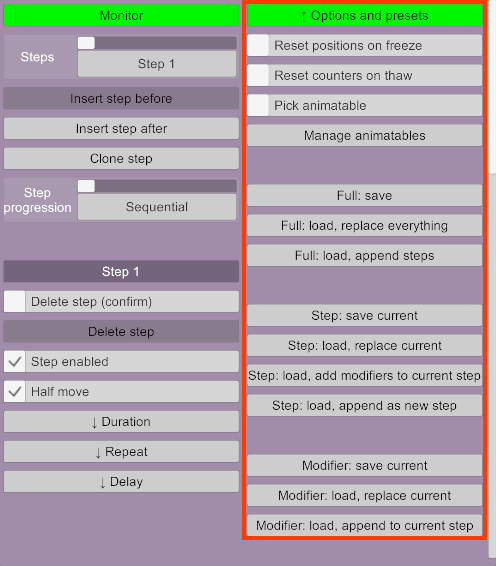 Monitor
Steps
Step 1
Insert step before
Insert step after
Clone step
Step
progression
Sequential
Step 1
Delete step (confirm)
Delete step
Step enabled
Half move
↓ Duration
↓ Repeat
↓ Delay
↑ Options and presets
Reset positions on freeze
Reset counters on thaw
Pick animatable
Manage animatables
Full: save
Full: load, replace everything
Full: load, append steps
Step: save current
Step: load, replace current
Step: load, add modifiers to current step
Step: load, append as new step
Modifier: save current
Modifier: load, replace current
Modifier: load, append to current step